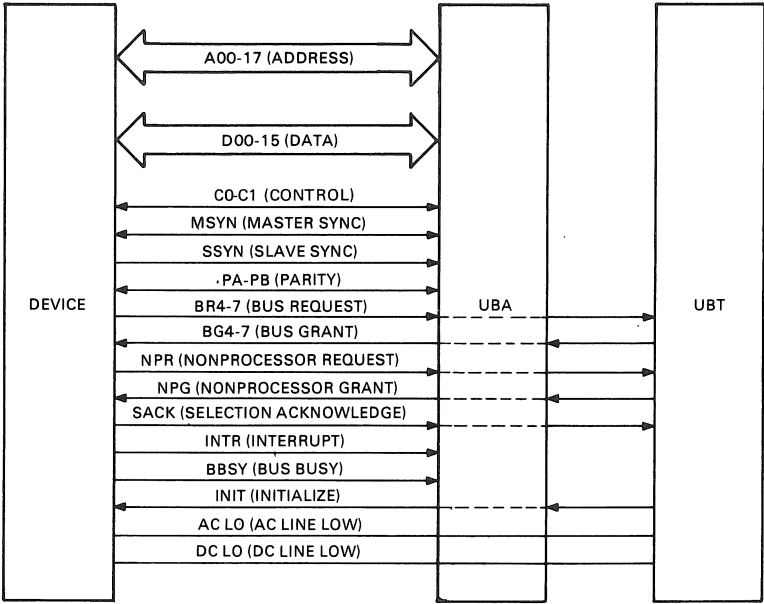 A00-17 (ADDRESS)
D00-15 (DATA)
C0-C1 (CONTROL)
MSYN (MASTER SYNC)
SSYN (SLAVE SYNC)
PA-PB (PARITY)
DEVICE
BR4-7 (BUS REQUEST)
UBA
UBT
BG4-7 (BUS GRANT)
NPR (NONPROCESSOR REQUEST)
NPG (NONPROCESSOR GRANT)
SACK (SELECTION ACKNOWLEDGE)
INTR (INTERRUPT)
BBSY (BUS BUSY)
INIT (INITIALIZE)
AC LO (AC LINE LOW)
DC LO (DC LINE LOW)